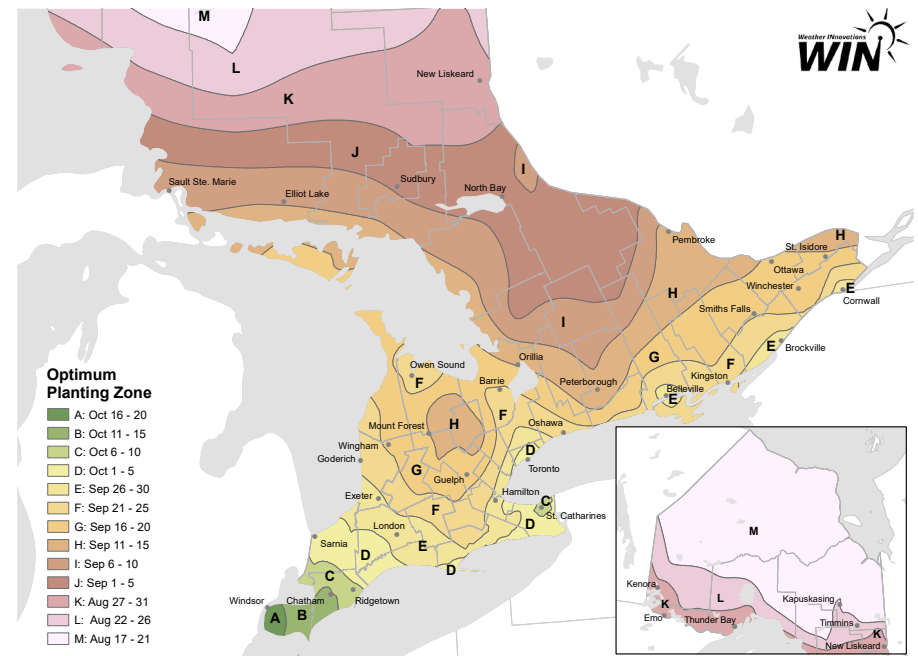 M
Weather INnovations
WIN
L
New Liskeard
K
J
I
Sault Ste. Marie
Sudbury
Elliot Lake
North Bay
Pembroke
H
St. Isidore
Ottawa
H
Winchester
E
Cornwall
Smiths Falls
I
E
Brockville
G
F
Orillia
Owen Sound
F
Barrie
Peterborough
Kingston
Belleville
E
Optimum
Planting Zone
A: Oct 16 - 20
B: Oct 11 - 15
C: Oct 6 - 10
D: Oct 1 - 5
E: Sep 26 - 30
F: Sep 21 - 25
G: Sep 16 - 20
H: Sep 11 - 15
I: Sep 6 - 10
J: Sep 1 - 5
K: Aug 27 - 31
L: Aug 22 - 26
M: Aug 17 - 21
Mount Forest
H
F
Oshawa
Wingham
D
Goderich
Toronto
G
Guelph
Exeter
Hamilton
C
F
St. Catharines
D
London
Sarnia
E
D
D
C
Windsor
Chatham
Ridgetown
A
B
M
Kenora
L
Kapuskasing
K
Emo
Thunder Bay
Timmins
K
New Liskeard